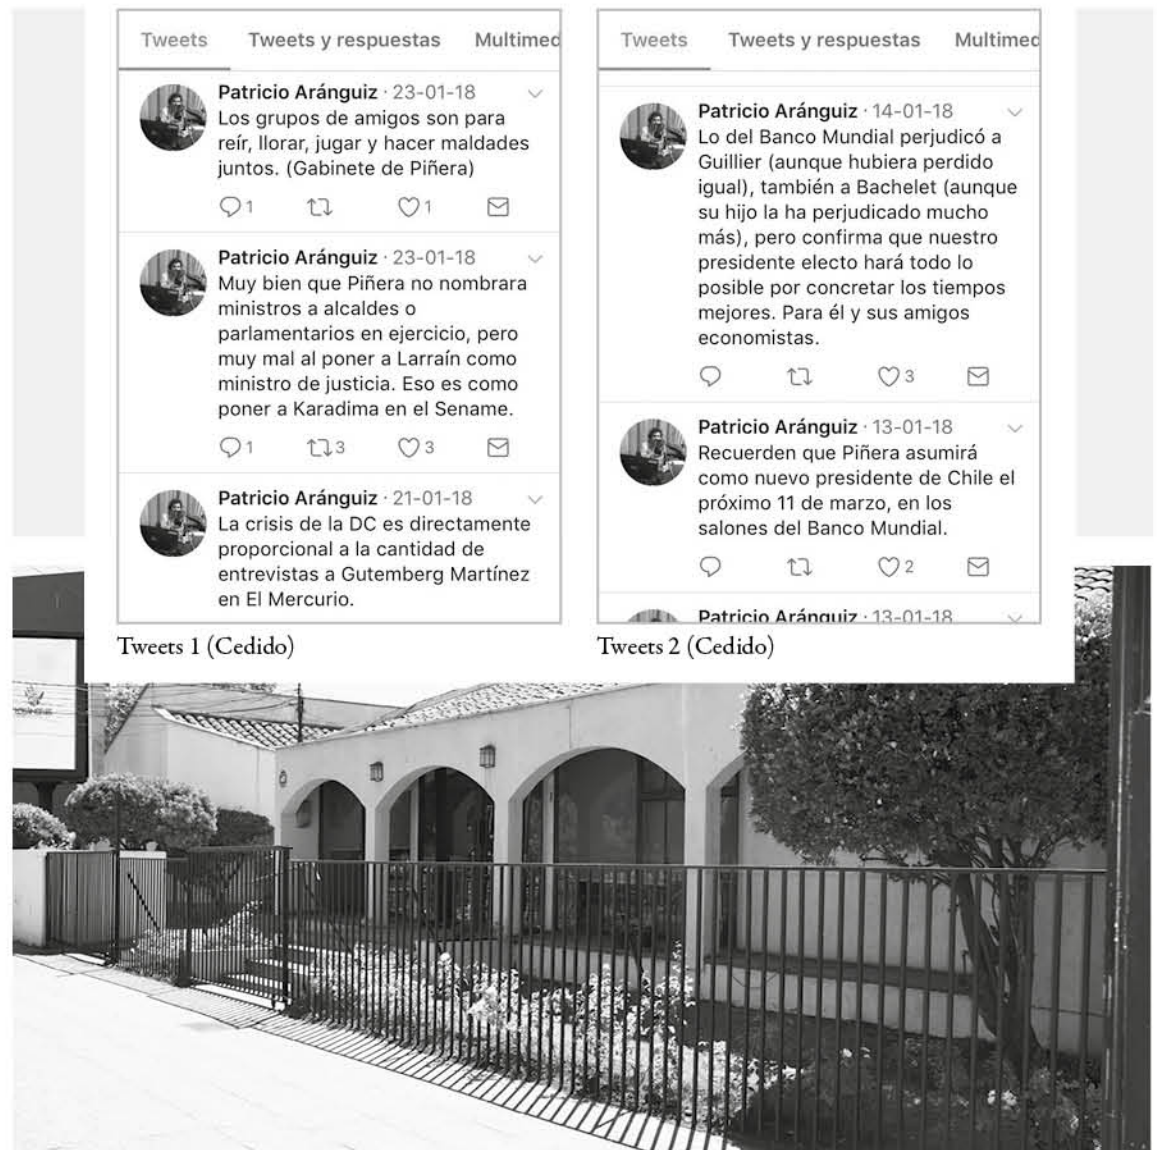 Tweets Tweets y respuestas Multimed
Patricio Aránguiz · 23-01-18
Los grupos de amigos son para
reír, llorar, jugar y hacer maldades
juntos. (Gabinete de Piñera)
1 1
Patricio Aránguiz · 23-01-18
Muy bien que Piñera no nombrara
ministros a alcaldes o
parlamentarios en ejercicio, pero
muy mal al poner a Larraín como
ministro de justicia. Eso es como
poner a Karadima en el Sename.
1 3 3
Patricio Aránguiz · 21-01-18
La crisis de la DC es directamente
proporcional a la cantidad de
entrevistas a Gutemberg Martínez
en El Mercurio.
Tweets 1 (Cedido)
Tweets Tweets y respuestas Multimed
Patricio Aránguiz · 14-01-18
Lo del Banco Mundial perjudicó a
Guillier (aunque hubiera perdido
igual), también a Bachelet (aunque
su hijo la ha perjudicado mucho
más), pero confirma que nuestro
presidente electo hará todo lo
posible por concretar los tiempos
mejores. Para él y sus amigos
economistas.
3
Patricio Aránguiz · 13-01-18
Recuerden que Piñera asumirá
como nuevo presidente de Chile el
próximo 11 de marzo, en los
salones del Banco Mundial.
2
Patricio Aránguiz · 13-01-18
Tweets 2 (Cedido)